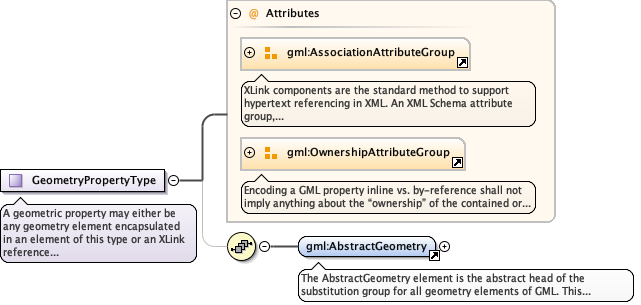 @ Attributes
gml:AssociationAttributeGroup
XLink components are the standard method to support
hypertext referencing in XML. An XML Schema attribute
group,...
gml:OwnershipAttributeGroup
Encoding a GML property inline vs. by-reference shall not
imply anything about the “ownership” of the contained or...
GeometryPropertyType
A geometric property may either be
any geometry element encapsulated
in an element of this type or an XLink
reference...
gml:AbstractGeometry
The AbstractGeometry element is the abstract head of the
substitution group for all geometry elements of GML. This...